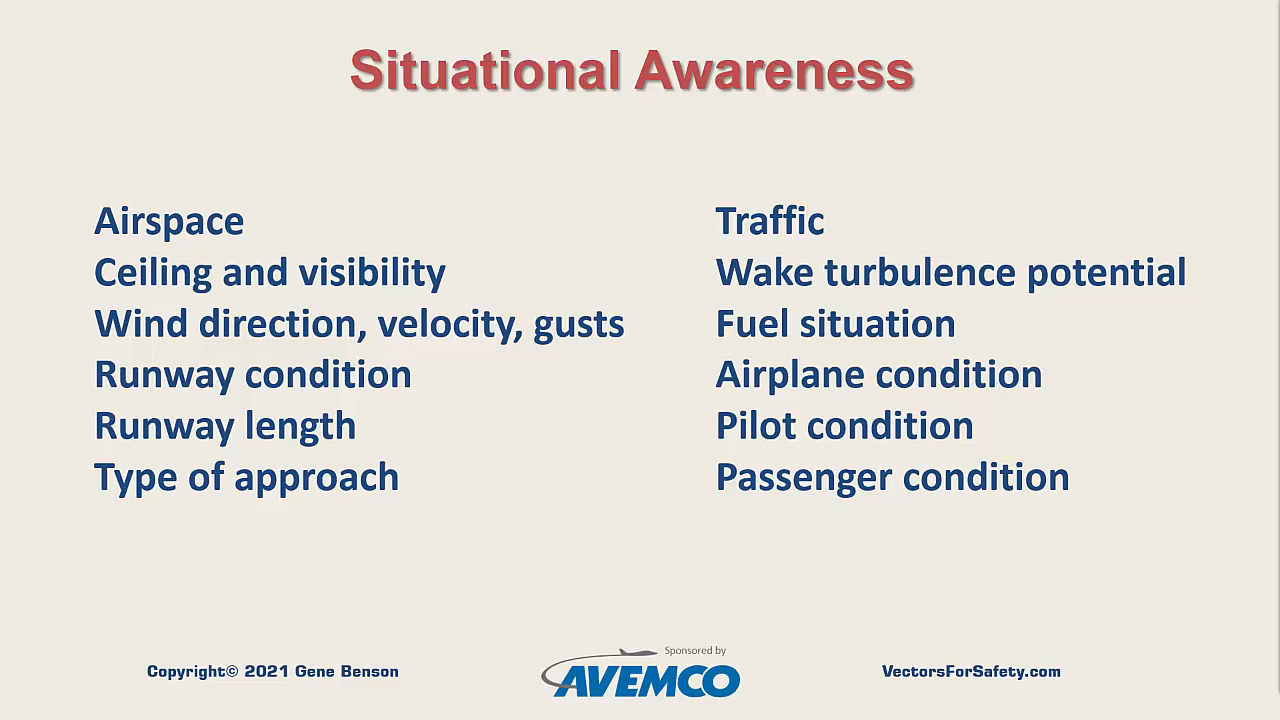 Situational Awareness
Airspace
Ceiling and visibility
Wind direction, velocity, gusts
Runway condition
Runway length
Type of approach
Traffic
Wake turbulence potential
Fuel situation
Airplane condition
Pilot condition
Passenger condition
Copyright© 2021 Gene Benson
Sponsored by
AVEMCO
VectorsForSafety.com